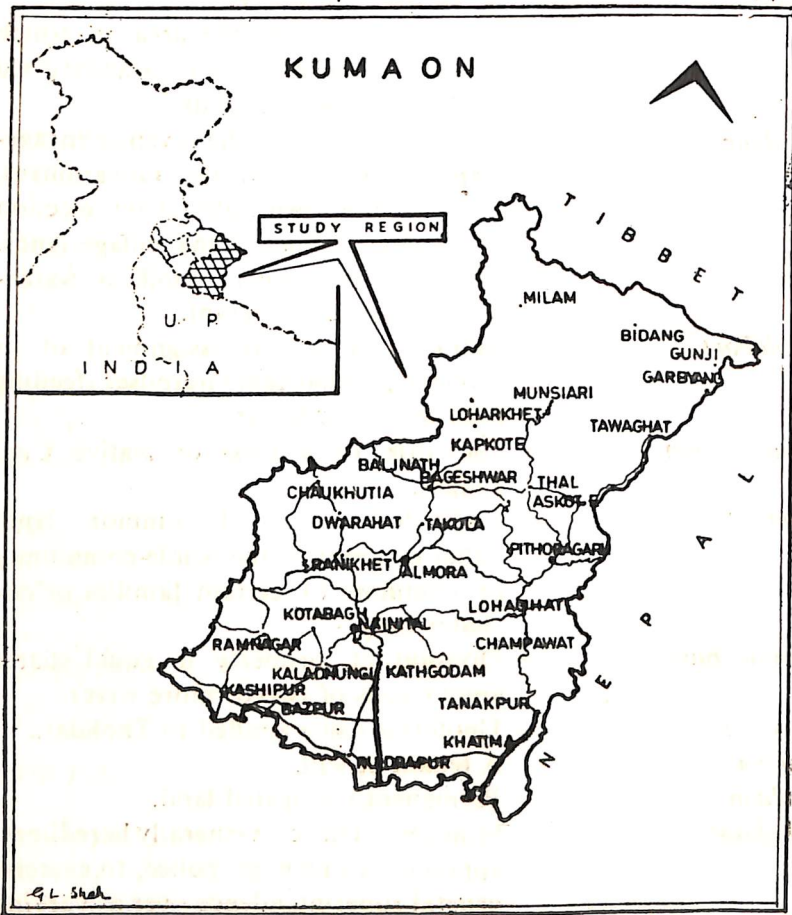 KUMAON
STUDY REGION
U P
INDIA
TIBBET
MILAM
BIDANG
GUNJI
GARBYANG
MUNSIARI
LOHARKHET
TAWAGHAT
KAPKOTE
BAIJNATH
BAGESHWAR
THAL
CHAUKHUTIA
ASKOTE
DWARAHAT
TAKULA
PITHORAGARH
RANIKHET
ALMORA
LOHAGHAT
KOTABAGH
NAINITAL
RAMNAGAR
CHAMPAWAT
KALADHUNGI
KATHGODAM
KASHIPUR
TANAKPUR
BAZPUR
KHATIMA
RUDRAPUR
NEPAL
G L. Shah